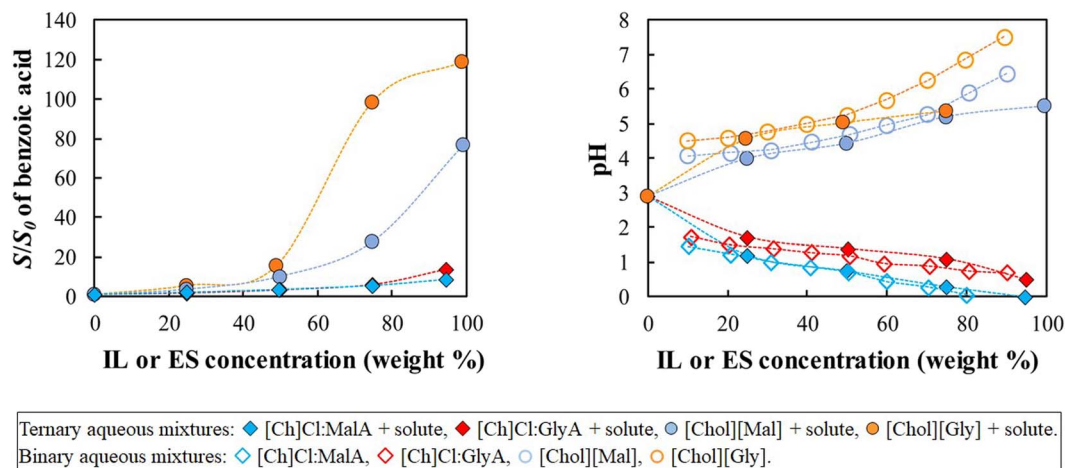 140
120
100
80
60
40
20
0
S/S0 of benzoic acid
0 20 40 60 80 100
IL or ES concentration (weight %)
8
7
6
5
4
3
2
1
0
pH
0 20 40 60 80 100
IL or ES concentration (weight %)
Ternary aqueous mixtures: [Ch]Cl:MalA + solute, [Ch]Cl:GlyA + solute, [Chol][Mal] + solute, [Chol][Gly] + solute.
Binary aqueous mixtures: [Ch]Cl:MalA, [Ch]Cl:GlyA, [Chol][Mal], [Chol][Gly].